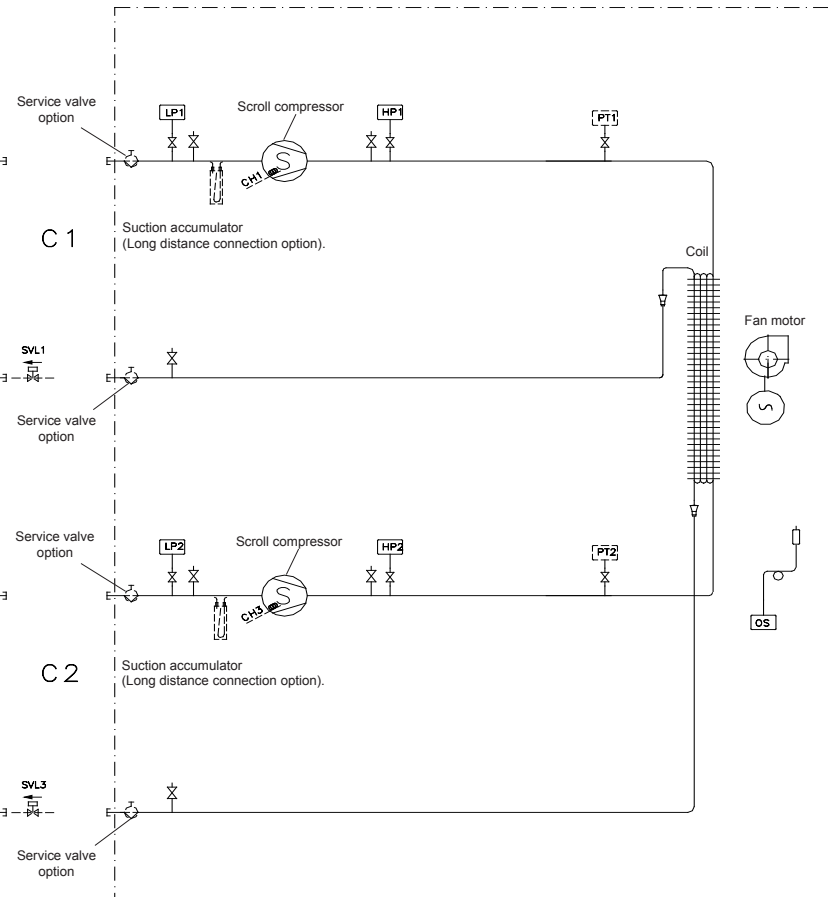 Service valve
option
LP1
Scroll compressor
HP1
PT1
CH1
C 1
Suction accumulator
(Long distance connection option).
Coil
Fan motor
SVL1
Service valve
option
Service valve
option
LP2
Scroll compressor
HP2
PT2
CH3
OS
C 2
Suction accumulator
(Long distance connection option).
SVL3
Service valve
option